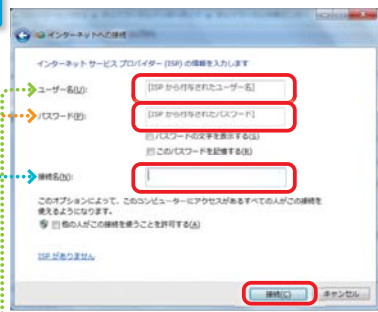 インターネットへの接続
インターネット サービス プロバイダー (ISP) の情報を入力します
ユーザー名(U):
[ISP から付与されたユーザー名]
パスワード(P):
[ISP から付与されたパスワード]
パスワードの文字を表示する(S)
このパスワードを記憶する(R)
接続名(N):
このオプションによって、このコンピューターにアクセスがあるすべての人がこの接続を
使えるようになります。
他の人がこの接続を使うことを許可する(A)
ISP がありません
接続(C)
キャンセル